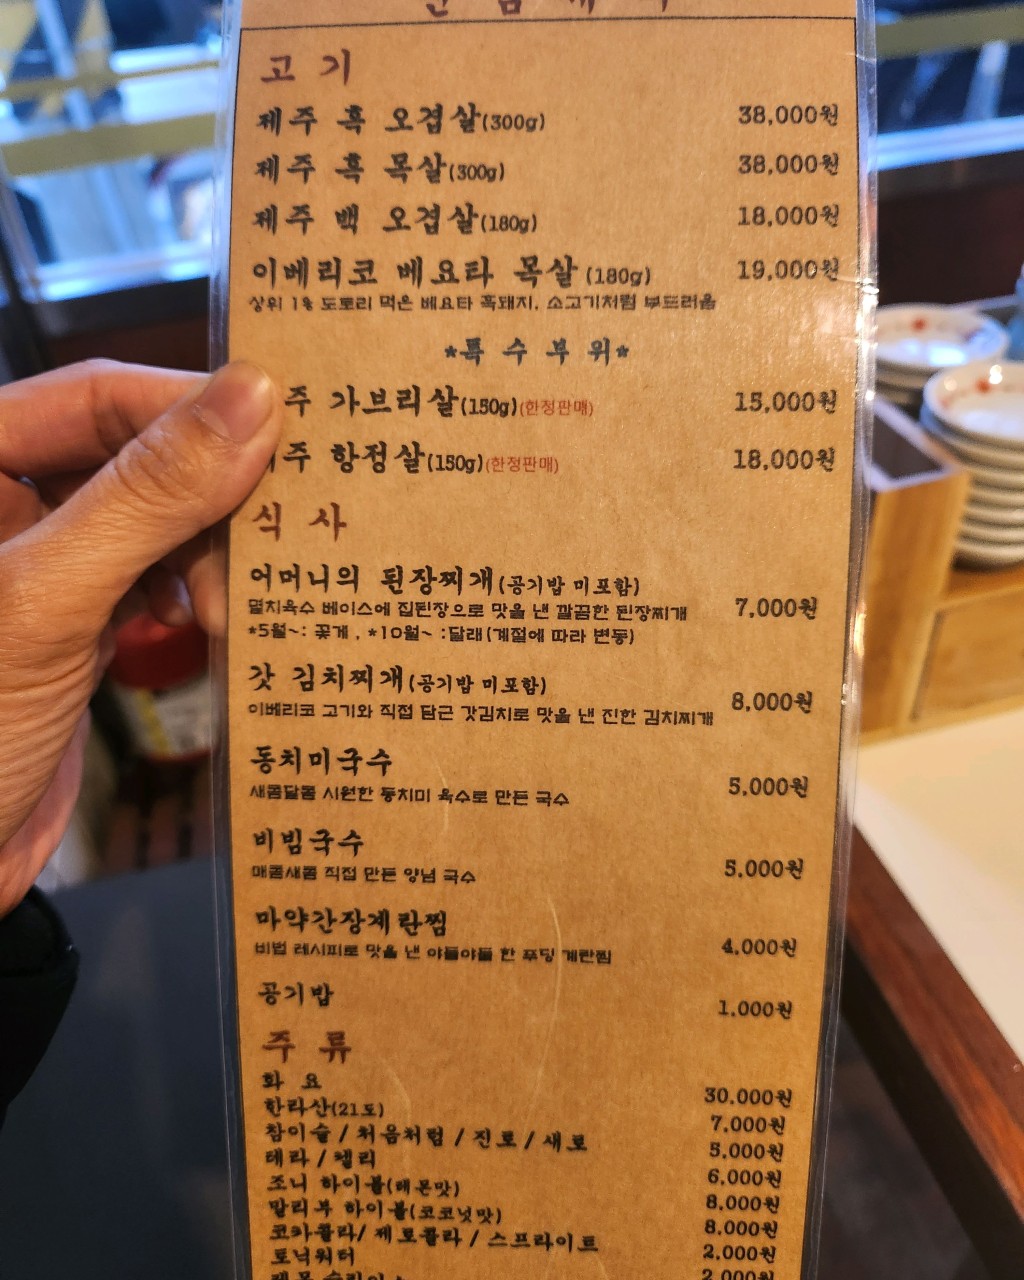 고 기
제주 흑 오겹살(300g) 38,000원
제주 흑 목살(300g) 38,000원
제주 백 오겹살(180g) 18,000원
이베리코 베요타 목살 (180g) 19,000원
상위 1% 도토리 먹은 베요타 흑돼지, 소고기처럼 부드러움
*특 수 부 위*
주 가브리살(150g)(한정판매) 15,000원
주 항정살(150g)(한정판매) 18,000원
식 사
어머니의 된장찌개(공기밥 미포함)
멸치육수 베이스에 집된장으로 맛을 낸 깔끔한 된장찌개 7,000원
*5월~: 꽃게 , *10월~ :달래(계절에 따라 변동)
갓 김치찌개(공기밥 미포함)
이베리코 고기와 직접 담근 갓김치로 맛을 낸 진한 김치찌개 8,000원
동치미국수
새콤달콤 시원한 동치미 육수로 만든 국수 5,000원
비빔국수
매콤새콤 직접 만든 양념 국수 5,000원
마약간장계란찜
비법 레시피로 맛을 낸 야들야들 한 푸딩 계란찜 4,000원
공기밥 1,000원
주 류
화 요 30,000원
한라산(21도) 7,000원
참이슬 / 처음처럼 / 진로 / 새로 5,000원
테라 / 켈리 6,000원
조니 하이볼(레몬맛) 8,000원
말리부 하이볼(코코넛맛) 8,000원
코카콜라/ 제로콜라 / 스프라이트 2,000원
토닉워터 2,000원